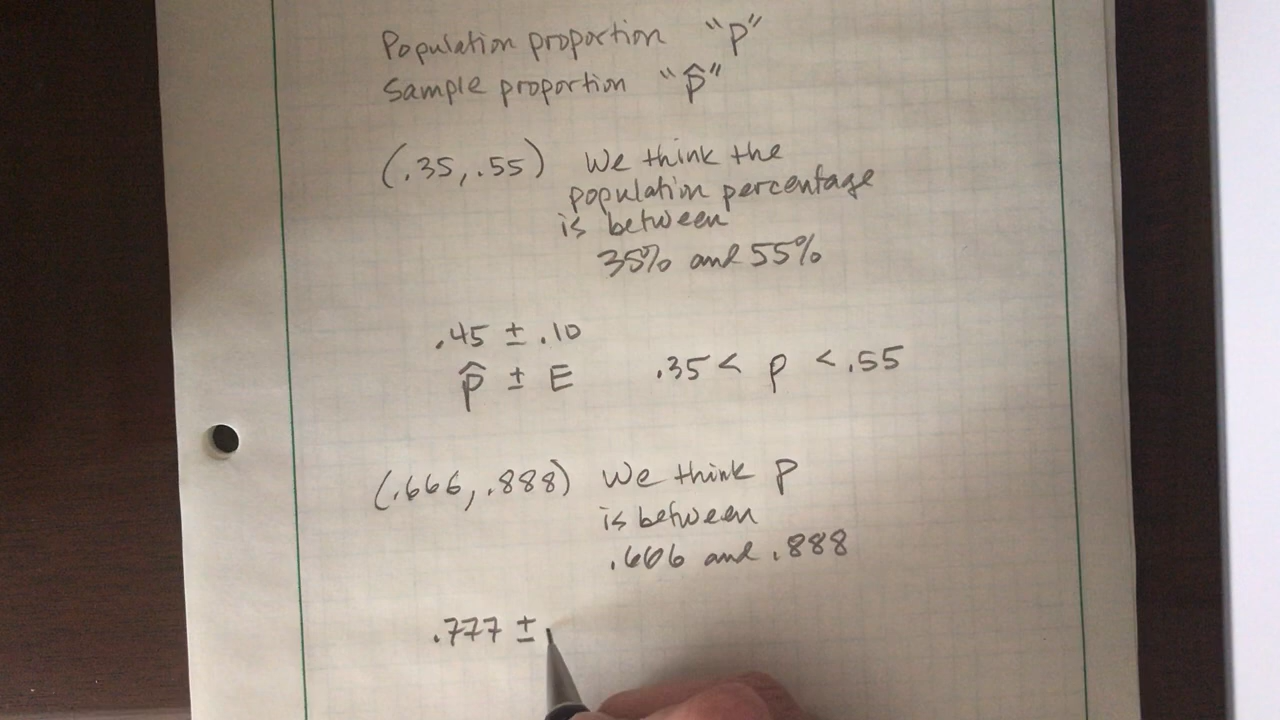 Population proportion "p"
Sample proportion "p̂"
(.35, .55) We think the
population percentage
is between
35% and 55%
.45 ± .10
p̂ ± E .35 < p < .55
(.666, .888) We think p
is between
.666 and .888
.777 ±